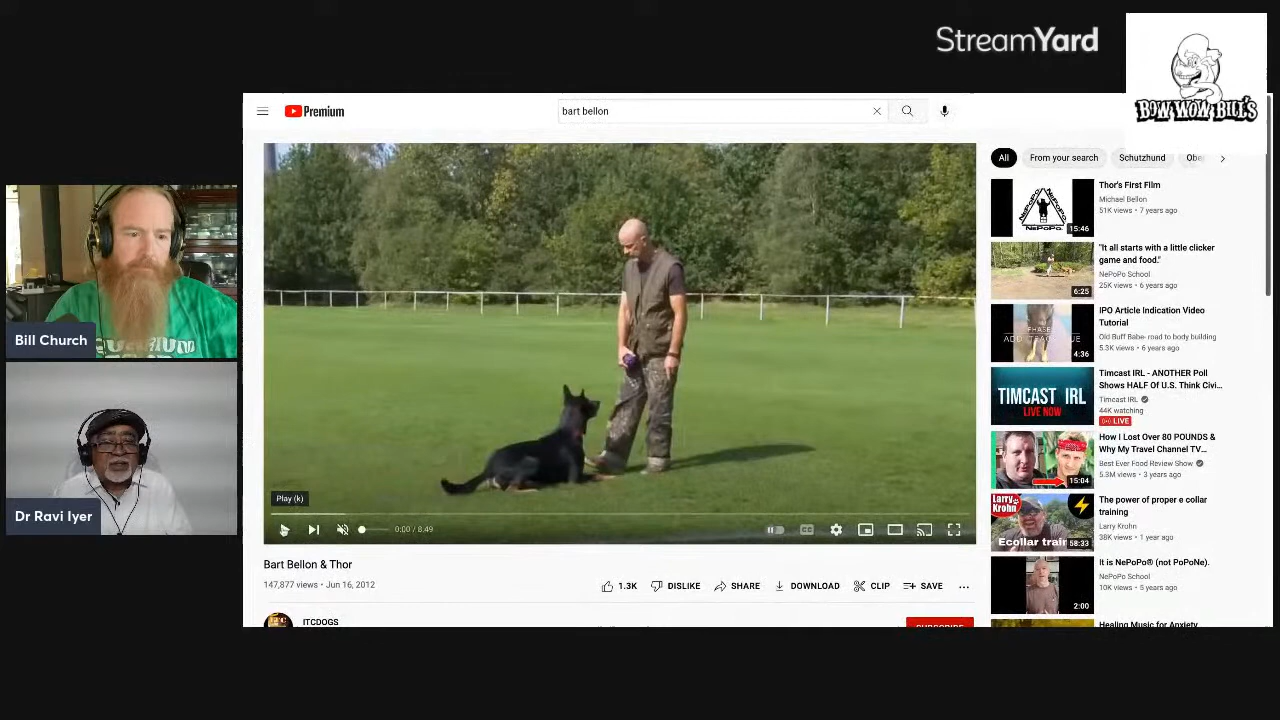 StreamYard
BOW WOW BILL'S
Premium
bart bellon
All
From your search
Schutzhund
Obe
Bill Church
Dr Ravi Iyer
Play (k)
0:00 / 8:49
CC
Bart Bellon & Thor
147,877 views • Jun 16, 2012
1.3K
DISLIKE
SHARE
DOWNLOAD
CLIP
SAVE
ITCDOGS
NePoPo
15:46
Thor's First Film
Michael Bellon
51K views • 7 years ago
6:25
"It all starts with a little clicker
game and food."
NePoPo School
25K views • 6 years ago
PHASE
4:36
IPO Article Indication Video
Tutorial
Old Buff Babe- road to body building
5.3K views • 6 years ago
TIMCAST IRL
LIVE NOW
Timcast IRL - ANOTHER Poll
Shows HALF Of U.S. Think Civi...
Timcast IRL
44K watching
LIVE
15:04
How I Lost Over 80 POUNDS &
Why My Travel Channel TV...
Best Ever Food Review Show
5.3M views • 3 years ago
Larry
Krohn
Ecollar train
58:33
The power of proper e collar
training
Larry Krohn
38K views • 1 year ago
2:00
It is NePoPo® (not PoPoNe).
NePoPo School
10K views • 5 years ago
Healing Music for Anxiety